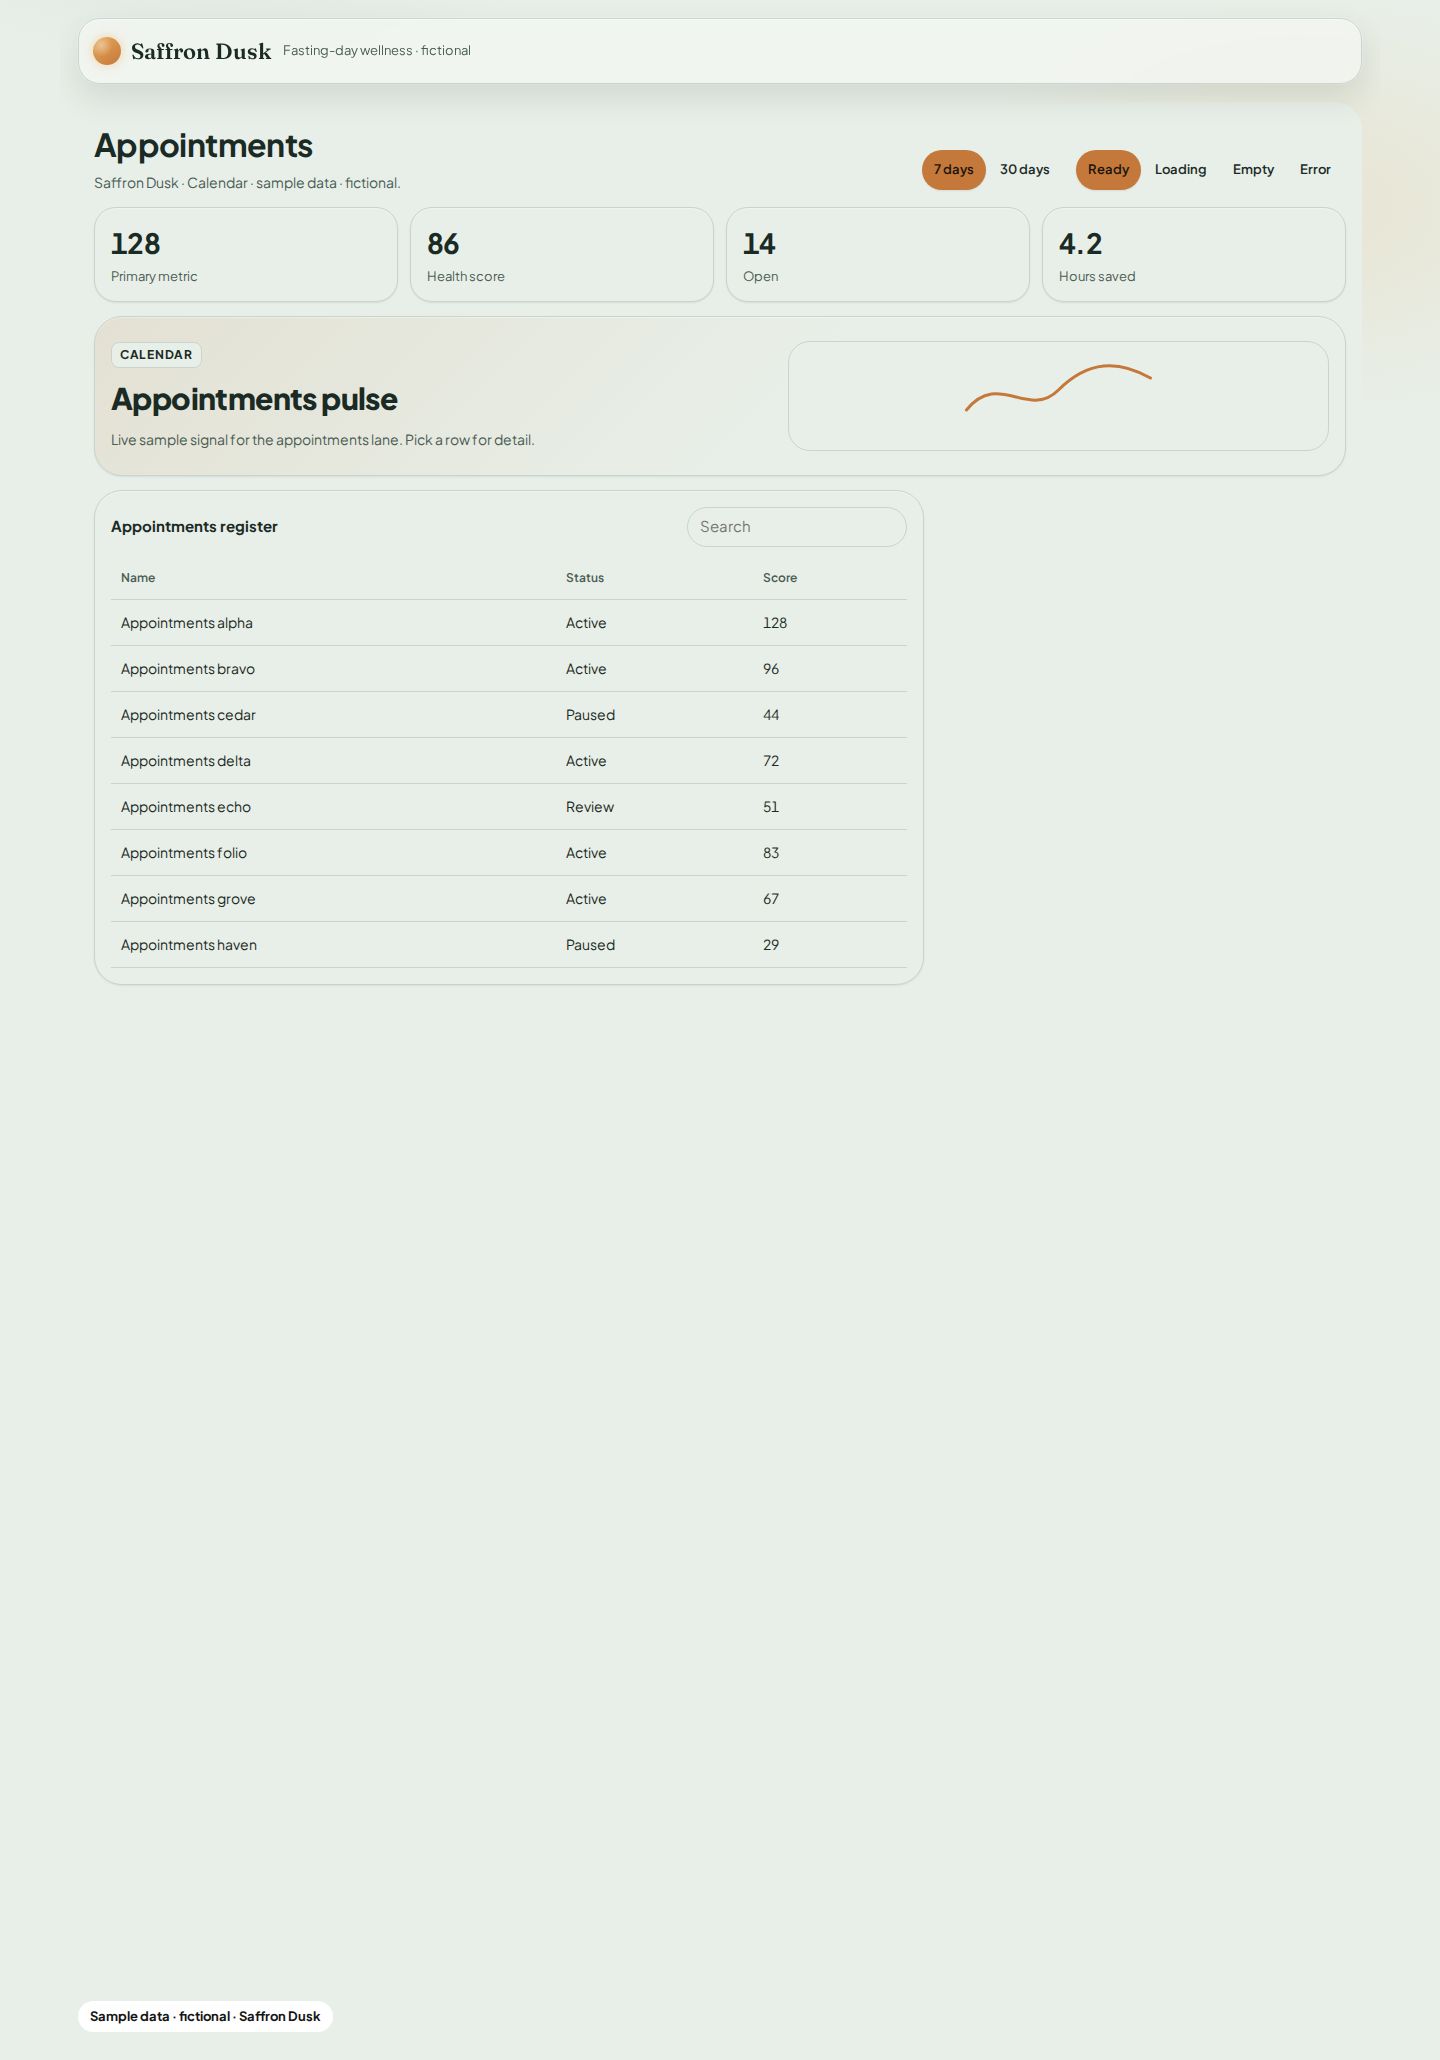 Saffron Dusk Fasting-day wellness · fictional
Appointments
Saffron Dusk · Calendar · sample data · fictional.
7 days 30 days Ready Loading Empty Error
128 86 14 4.2
Primary metric Health score Open Hours saved
CALENDAR
Appointments pulse
Live sample signal for the appointments lane. Pick a row for detail.
Appointments register Search
Name Status Score
Appointments alpha Active 128
Appointments bravo Active 96
Appointments cedar Paused 44
Appointments delta Active 72
Appointments echo Review 51
Appointments folio Active 83
Appointments grove Active 67
Appointments haven Paused 29
Sample data · fictional · Saffron Dusk